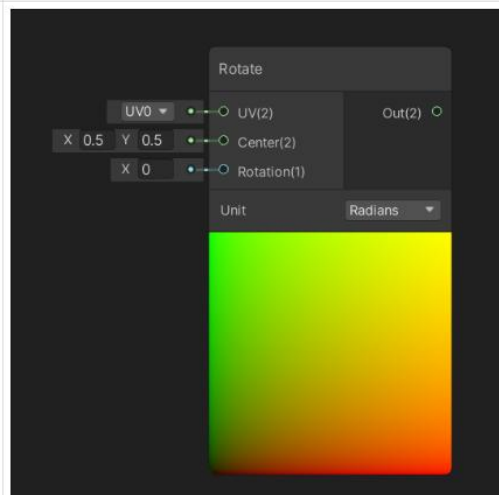 Rotate
UV0 UV(2) Out(2)
X 0.5 Y 0.5 Center(2)
X 0 Rotation(1)
Unit Radians